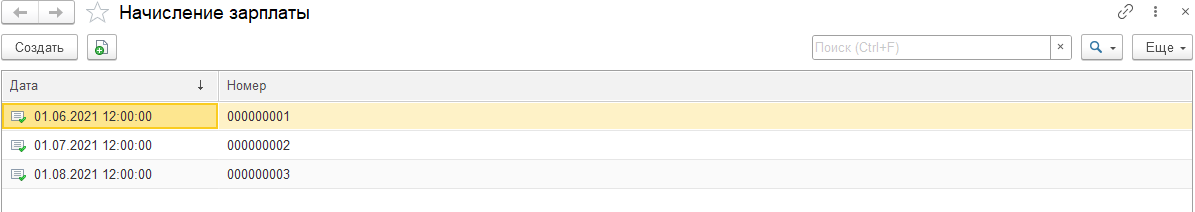 Начисление зарплаты
Создать Поиск (Ctrl+F) × Еще
Дата ↓ Номер
01.06.2021 12:00:00 000000001
01.07.2021 12:00:00 000000002
01.08.2021 12:00:00 000000003